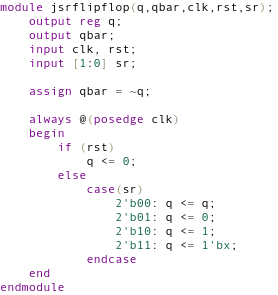 module jsrflipflop(q,qbar,clk,rst,sr);
    output reg q;
    output qbar;
    input clk, rst;
    input [1:0] sr;

    assign qbar = ~q;

    always @(posedge clk)
    begin
        if (rst)
            q <= 0;
        else
            case(sr)
                2'b00: q <= q;
                2'b01: q <= 0;
                2'b10: q <= 1;
                2'b11: q <= 1'bx;
            endcase
    end
endmodule